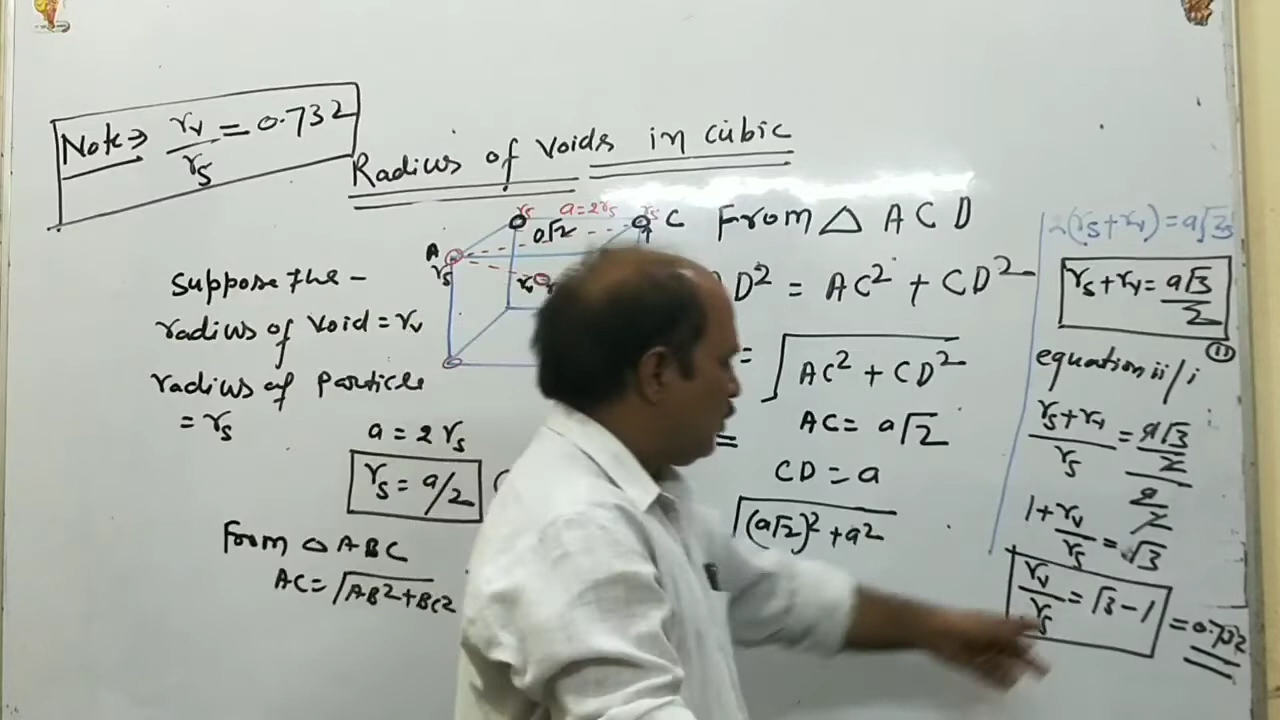 Note⇒ rv/rs = 0.732
Radius of Voids in cubic
rs a=2rs rs
A a√2 C
rs
Suppose the -
radius of Void = rv
radius of Particle
= rs
a = 2 rs
rs = a/2
From △ ABC
AC = √AB²+BC²
From △ ACD
D² = AC² + CD²
= √AC² + CD²
AC = a√2
=
CD = a
√(a√2)² + a²
(rs+rv) = a√3
rs+rv = a√3/2
(ii)
equation ii/i
rs+rv/rs = a√3/2/a/2
1+rv/rs = √3
rv/rs = √3-1 = 0.732